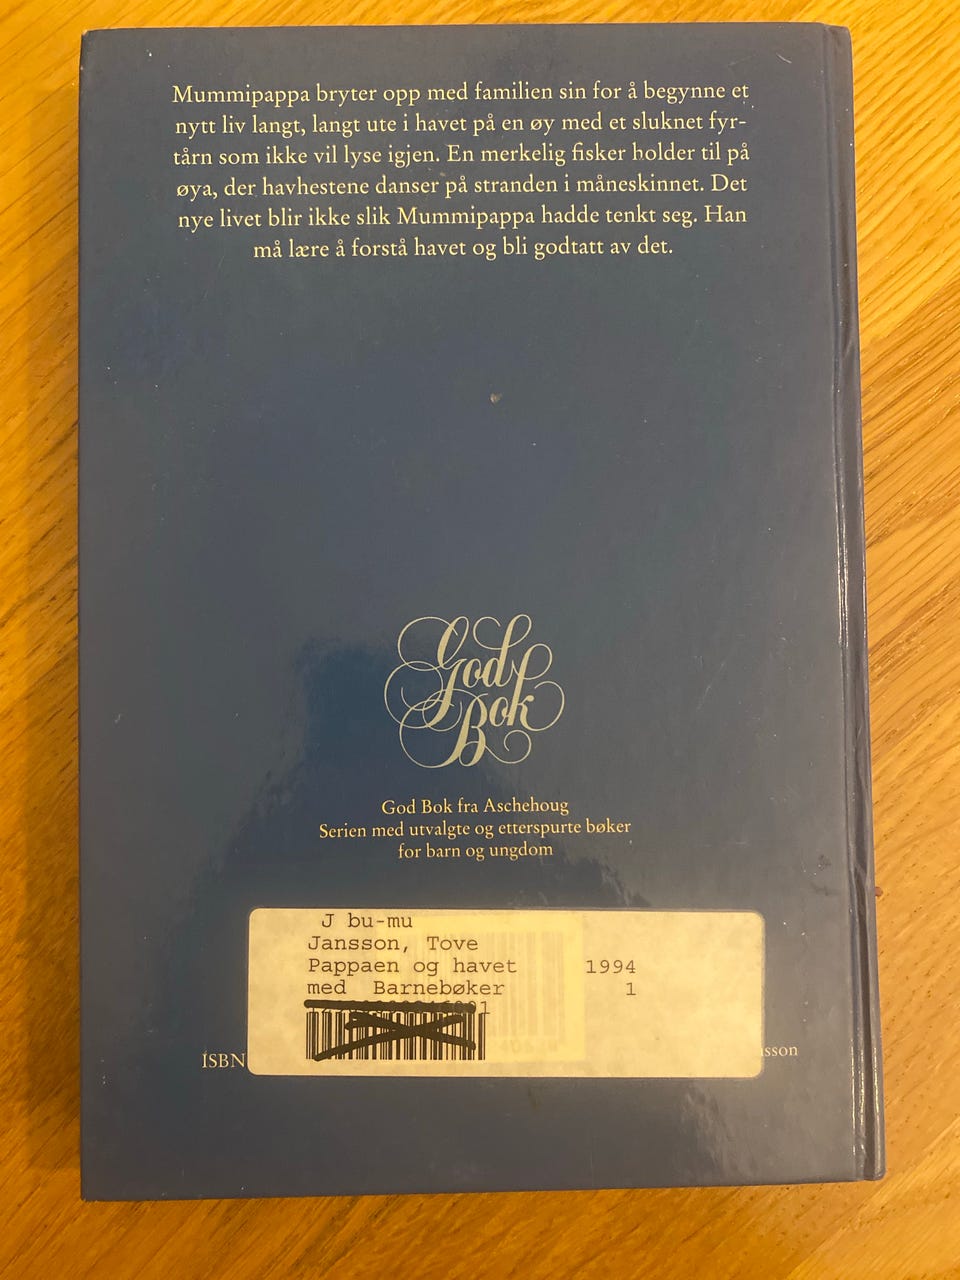 Mummipappa bryter opp med familien sin for å begynne et
nytt liv langt, langt ute i havet på en øy med et sluknet fyr-
tårn som ikke vil lyse igjen. En merkelig fisker holder til på
øya, der havhestene danser på stranden i måneskinnet. Det
nye livet blir ikke slik Mummipappa hadde tenkt seg. Han
må lære å forstå havet og bli godtatt av det.
God
Bok
God Bok fra Aschehoug
Serien med utvalgte og etterspurte bøker
for barn og ungdom
J bu-mu
Jansson, Tove
Pappaen og havet 1994
med Barnebøker 1
ISBN